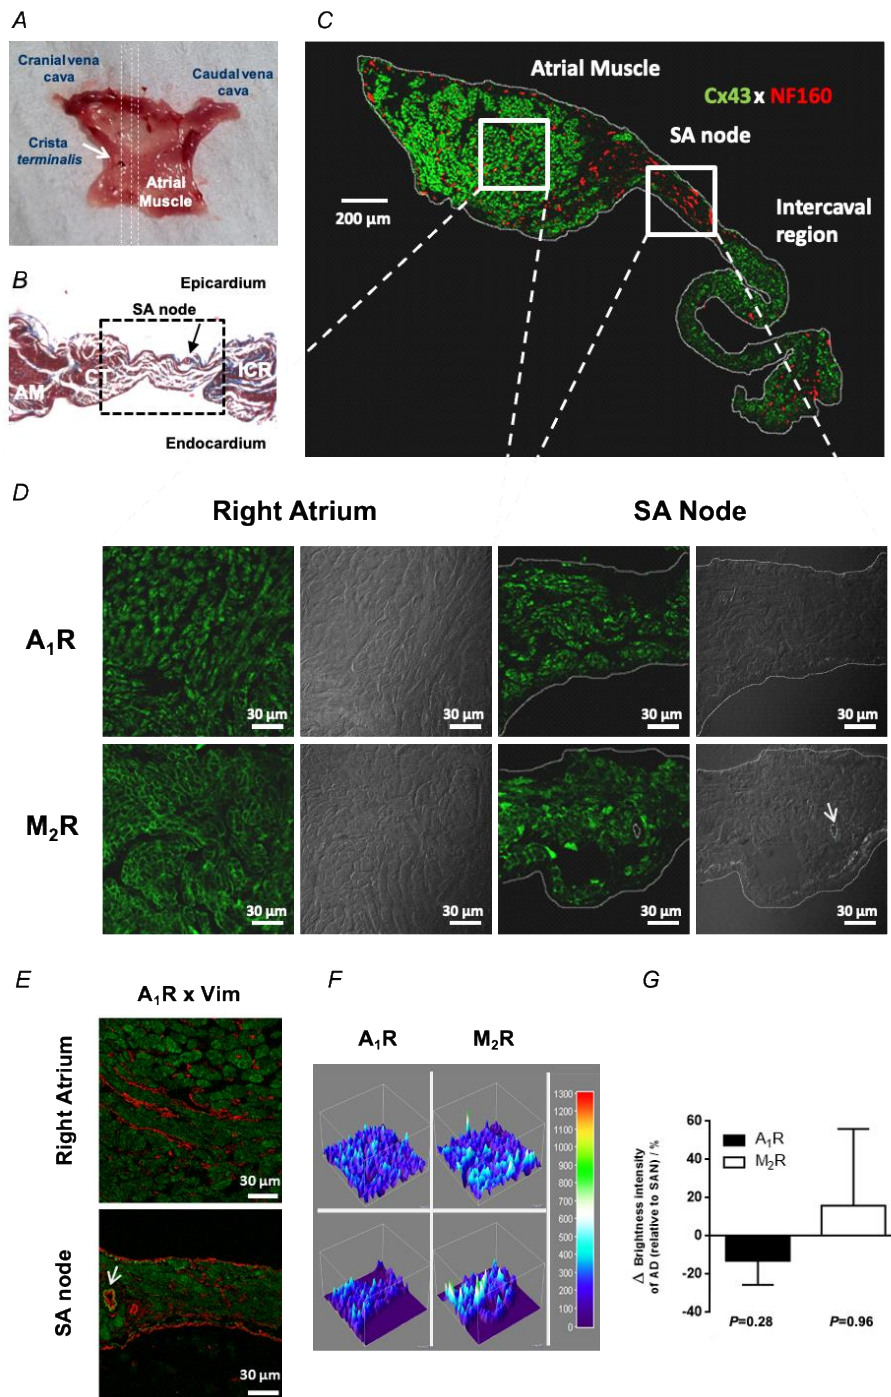 A
Cranial vena
cava
Caudal vena
cava
Crista
terminalis
Atrial
Muscle
B
Epicardium
SA node
AM
CT
ICR
Endocardium
C
Atrial Muscle
Cx43 x NF160
SA node
200 µm
Intercaval
region
D
Right Atrium
SA Node
A₁R
30 µm
30 µm
30 µm
30 µm
M₂R
30 µm
30 µm
30 µm
30 µm
E
A₁R x Vim
Right Atrium
30 µm
SA node
30 µm
F
A₁R
M₂R
1300
1200
1100
1000
900
800
700
600
500
400
300
200
100
0
G
Δ Brightness intensity
of AD (relative to SAN) / %
60
40
20
0
-20
-40
A₁R
M₂R
P=0.28
P=0.96